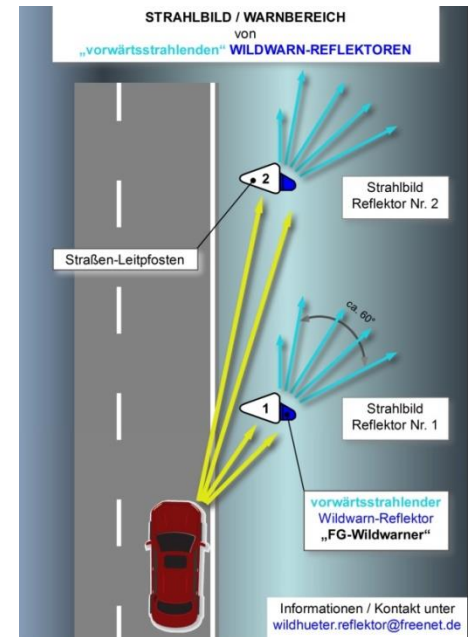 STRAHLBILD / WARNBEREICH
von
„vorwärtsstrahlenden“ WILDWARN-REFLEKTOREN
2
Strahlbild
Reflektor Nr. 2
Straßen-Leitpfosten
ca. 60°
1
Strahlbild
Reflektor Nr. 1
vorwärtsstrahlender
Wildwarn-Reflektor
„FG-Wildwarner“
Informationen / Kontakt unter
wildhueter.reflektor@freenet.de